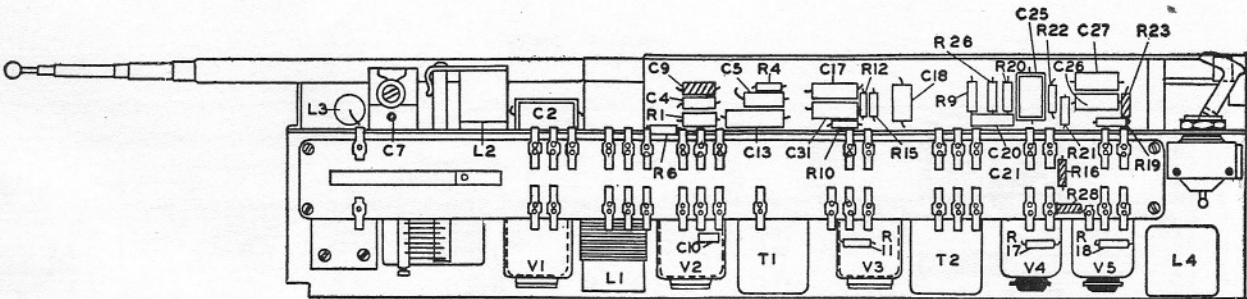 C25
R22
C27
R23
R26
R20
C26
C9
C5
R4
C17
R12
C18
R9
L3
C4
R1
C2
C7
L2
R6
C13
C31
R10
R15
C20
C21
R21
R16
R19
R28
C10
R
11
R
17
R
18
V1
L1
V2
T1
V3
T2
V4
V5
L4